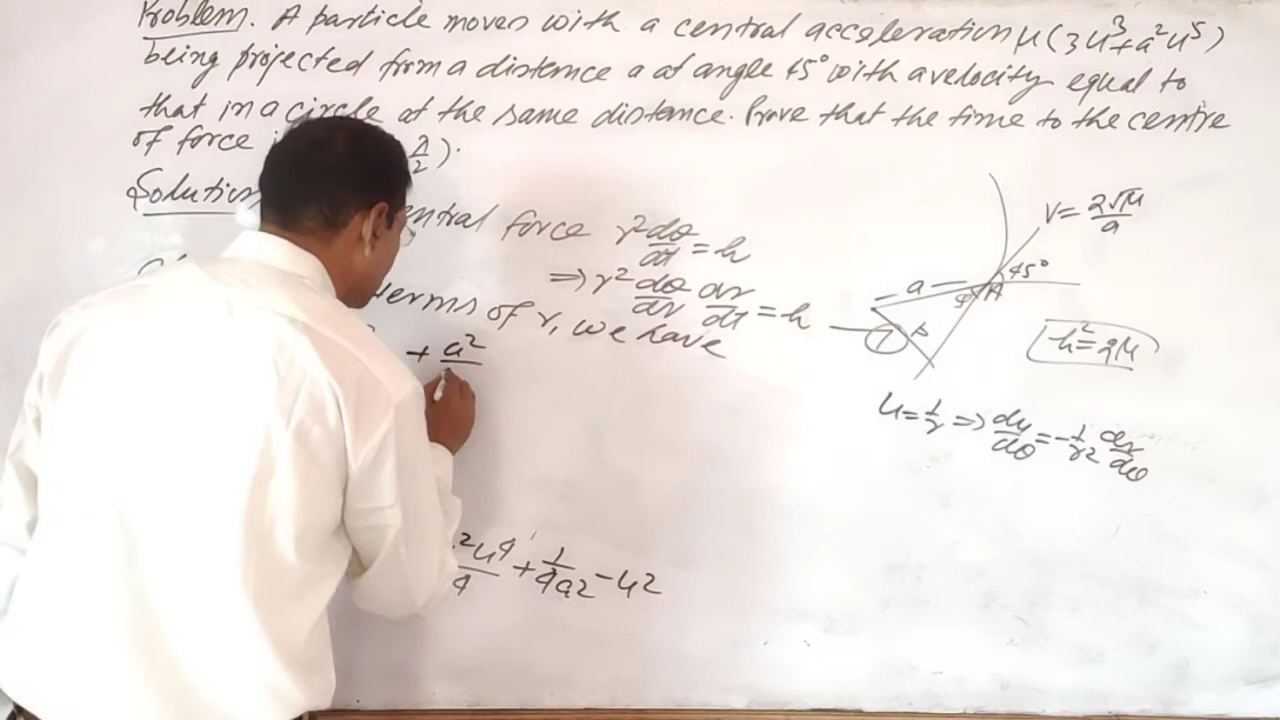 Problem. A particle moves with a central acceleration μ(3u³+a²u⁵)
being projected from a distance a at angle 45° with a velocity equal to
that in a circle at the same distance. Prove that the time to the centre
of force π/2).
Solution entral force r²dθ/dt = h
⇒ r² dθ/dr dr/dt = h
terms of r, we have
+ a²
²u⁴/4 + 1/4a² - u²
V = 2√μ/a
45°
a
A
φ
P
h² = 2μ
u = 1/r ⇒ du/dθ = -1/r² dr/dθ